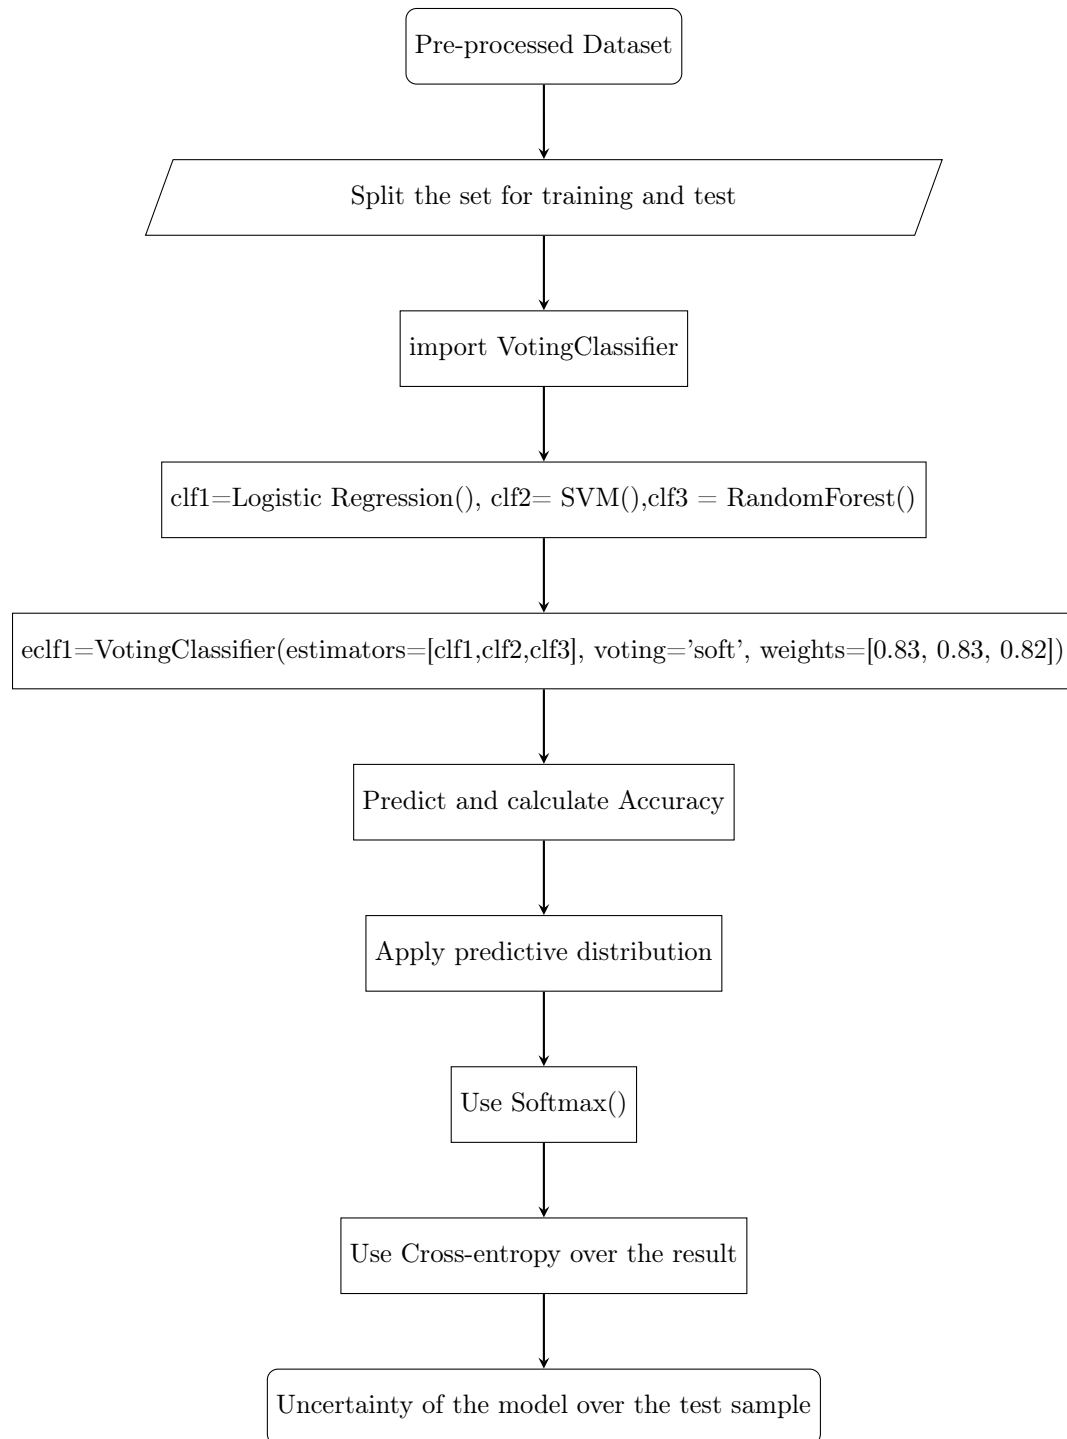 Pre-processed Dataset
Split the set for training and test
import VotingClassifier
clf1=Logistic Regression(), clf2= SVM(),clf3 = RandomForest()
eclf1=VotingClassifier(estimators=[clf1,clf2,clf3], voting='soft', weights=[0.83, 0.83, 0.82])
Predict and calculate Accuracy
Apply predictive distribution
Use Softmax()
Use Cross-entropy over the result
Uncertainty of the model over the test sample